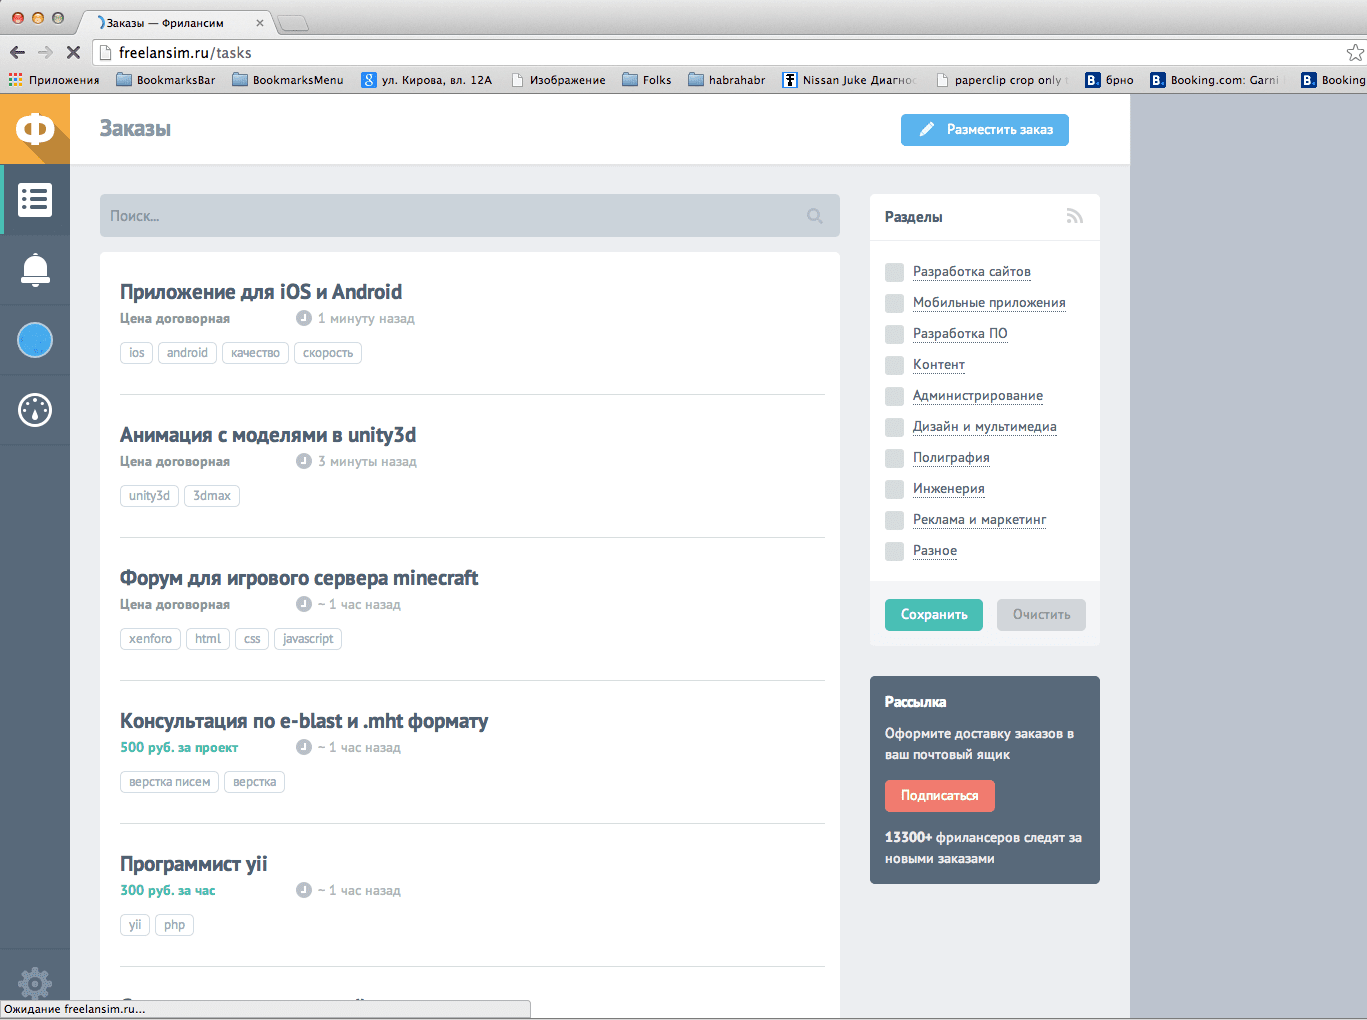 Заказы — Фрилансим
freelansim.ru/tasks
Приложения BookmarksBar BookmarksMenu ул. Кирова, вл. 12А Изображение Folks habrahabr Nissan Juke Диагно paperclip crop only брно Booking.com: Garni Booking
Ф
Заказы
Разместить заказ
Поиск...
Приложение для iOS и Android
Цена договорная 1 минуту назад
ios android качество скорость
Анимация с моделями в unity3d
Цена договорная 3 минуты назад
unity3d 3dmax
Форум для игрового сервера minecraft
Цена договорная ~ 1 час назад
xenforo html css javascript
Консультация по e-blast и .mht формату
500 руб. за проект ~ 1 час назад
верстка писем верстка
Программист yii
300 руб. за час ~ 1 час назад
yii php
Разделы
Разработка сайтов
Мобильные приложения
Разработка ПО
Контент
Администрирование
Дизайн и мультимедиа
Полиграфия
Инженерия
Реклама и маркетинг
Разное
Сохранить Очистить
Рассылка
Оформите доставку заказов в
ваш почтовый ящик
Подписаться
13300+ фрилансеров следят за
новыми заказами
Ожидание freelansim.ru...